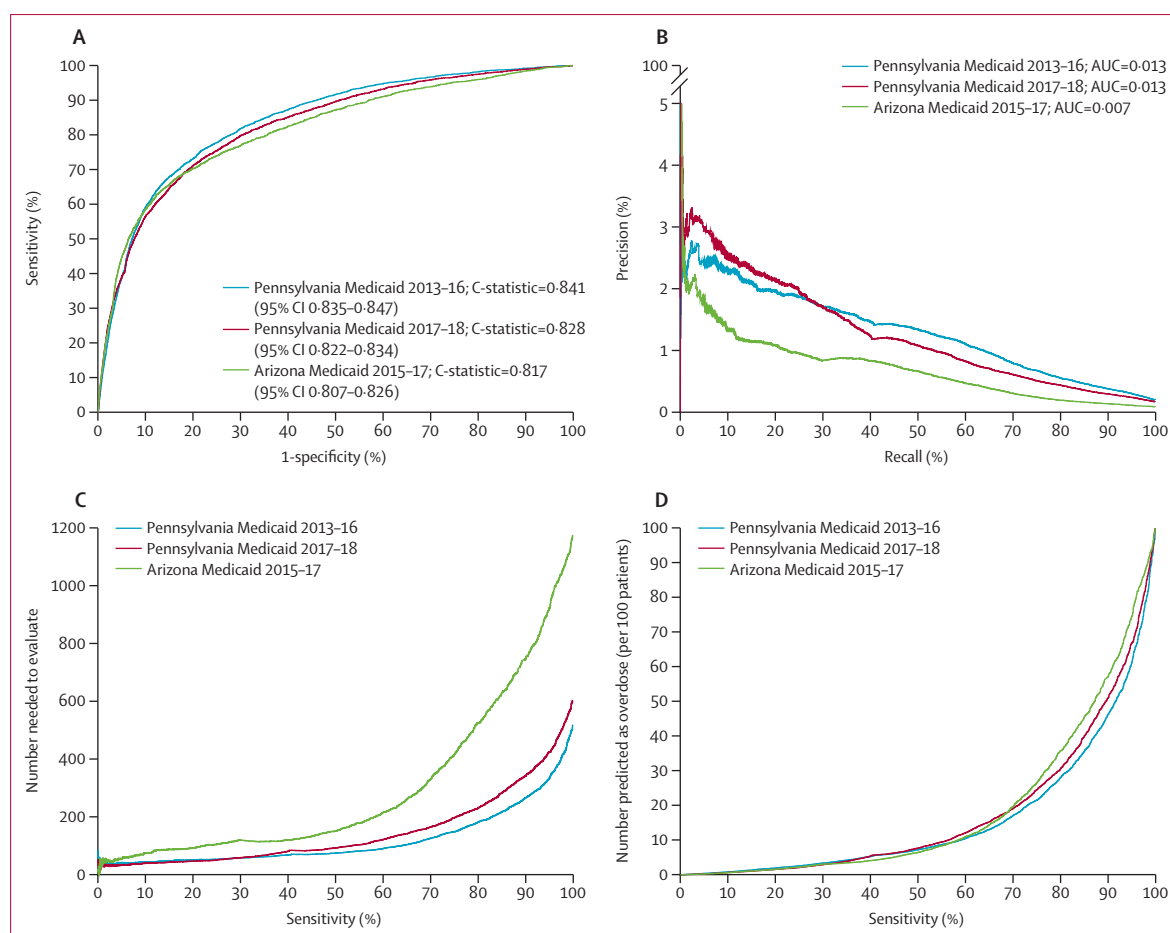 A
100
90
80
70
60
50
40
30
20
10
0
Sensitivity (%)
Pennsylvania Medicaid 2013–16; C-statistic=0·841
(95% CI 0·835–0·847)
Pennsylvania Medicaid 2017–18; C-statistic=0·828
(95% CI 0·822–0·834)
Arizona Medicaid 2015–17; C-statistic=0·817
(95% CI 0·807–0·826)
0 10 20 30 40 50 60 70 80 90 100
1-specificity (%)
B
100
5
4
3
2
1
0
Precision (%)
Pennsylvania Medicaid 2013–16; AUC=0·013
Pennsylvania Medicaid 2017–18; AUC=0·013
Arizona Medicaid 2015–17; AUC=0·007
0 10 20 30 40 50 60 70 80 90 100
Recall (%)
C
1200
1000
800
600
400
200
0
Number needed to evaluate
Pennsylvania Medicaid 2013–16
Pennsylvania Medicaid 2017–18
Arizona Medicaid 2015–17
0 10 20 30 40 50 60 70 80 90 100
Sensitivity (%)
D
100
90
80
70
60
50
40
30
20
10
0
Number predicted as overdose (per 100 patients)
Pennsylvania Medicaid 2013–16
Pennsylvania Medicaid 2017–18
Arizona Medicaid 2015–17
0 10 20 30 40 50 60 70 80 90 100
Sensitivity (%)